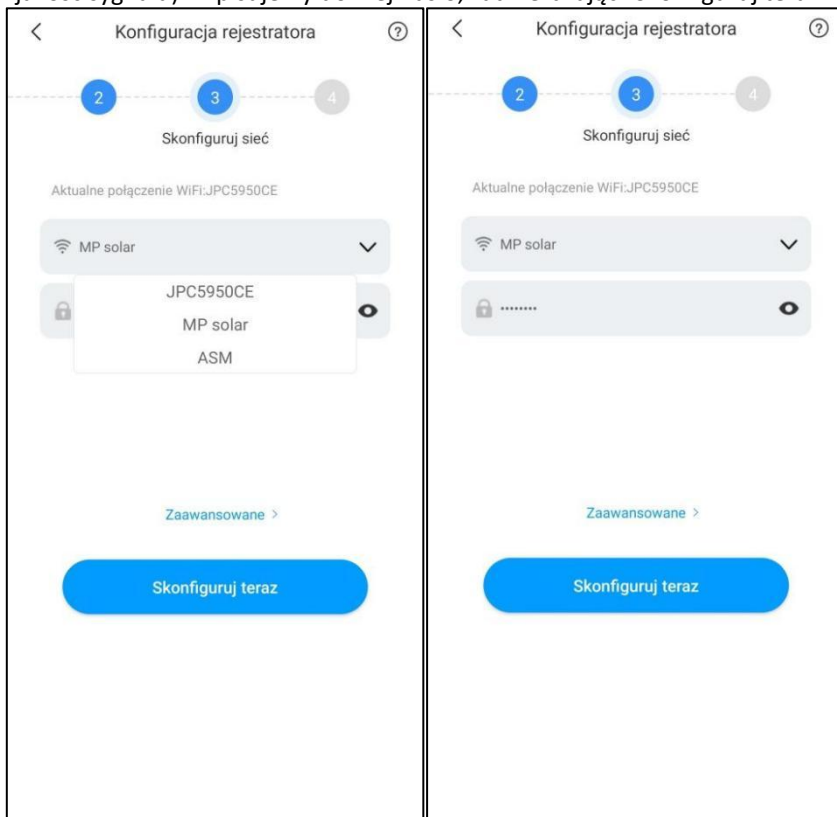 Konfiguracja rejestratora
2 3 4
Skonfiguruj sieć
Aktualne połączenie WiFi:JPC5950CE
MP solar
JPC5950CE
MP solar
ASM
Zaawansowane >
Skonfiguruj teraz
Konfiguracja rejestratora
2 3 4
Skonfiguruj sieć
Aktualne połączenie WiFi:JPC5950CE
MP solar
••••••••
Zaawansowane >
Skonfiguruj teraz